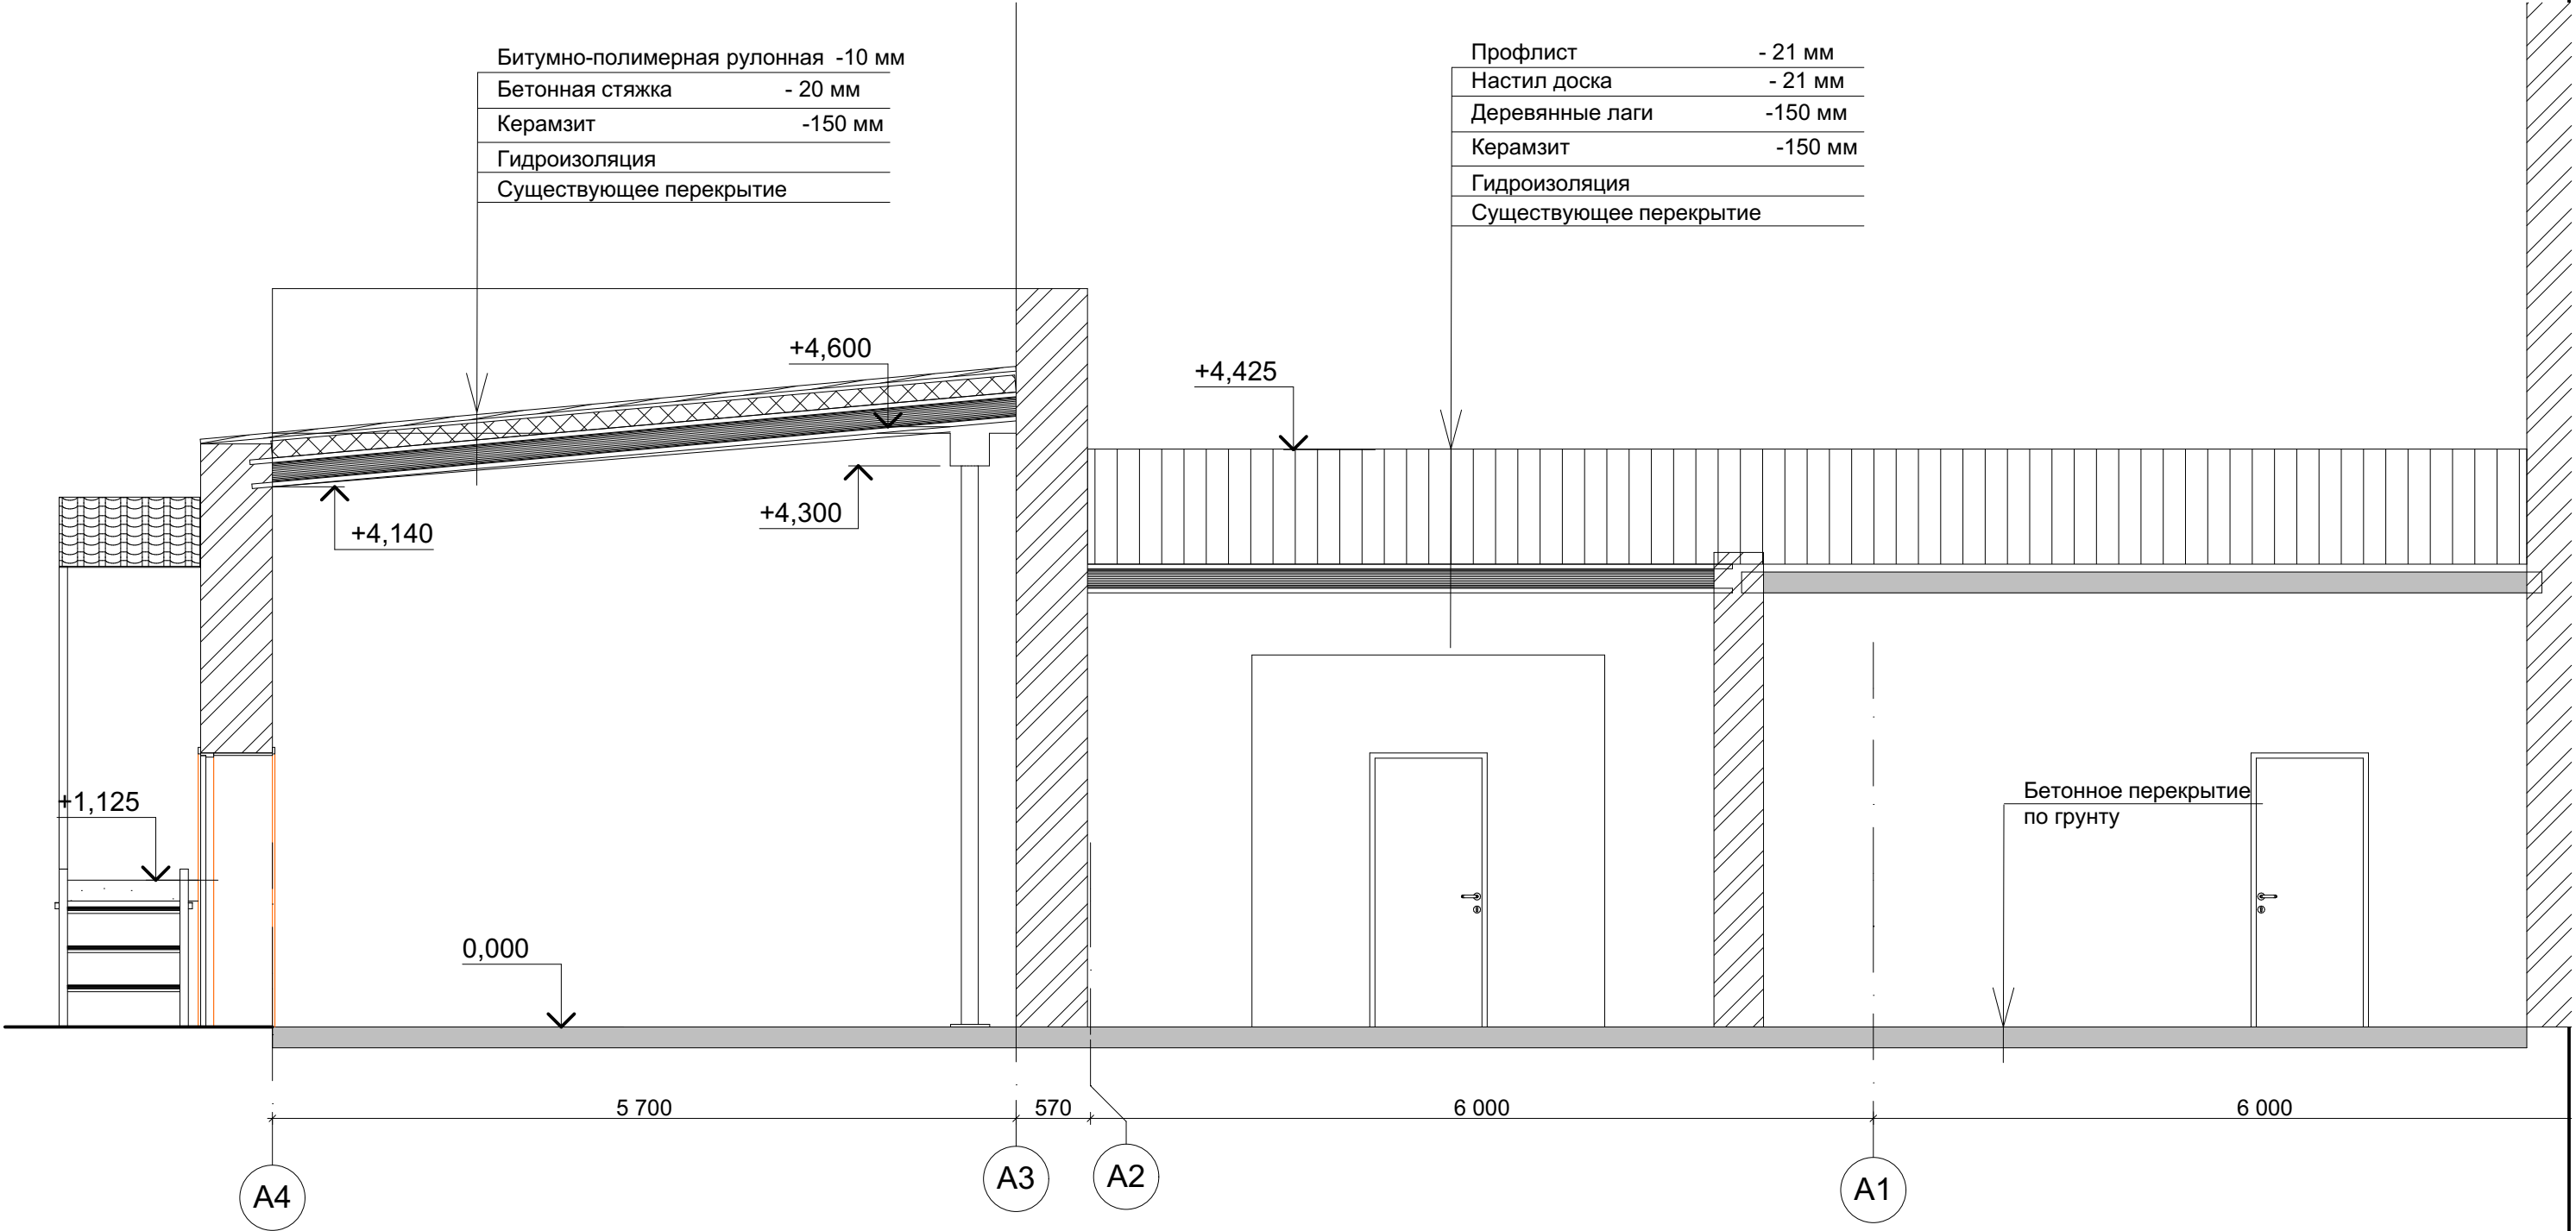 Битумно-полимерная рулонная -10 мм
Бетонная стяжка - 20 мм
Керамзит -150 мм
Гидроизоляция
Существующее перекрытие
Профлист - 21 мм
Настил доска - 21 мм
Деревянные лаги -150 мм
Керамзит -150 мм
Гидроизоляция
Существующее перекрытие
+4,600
+4,425
+4,300
+4,140
+1,125
Бетонное перекрытие
по грунту
0,000
5 700
570
6 000
6 000
А4
А3
А2
А1